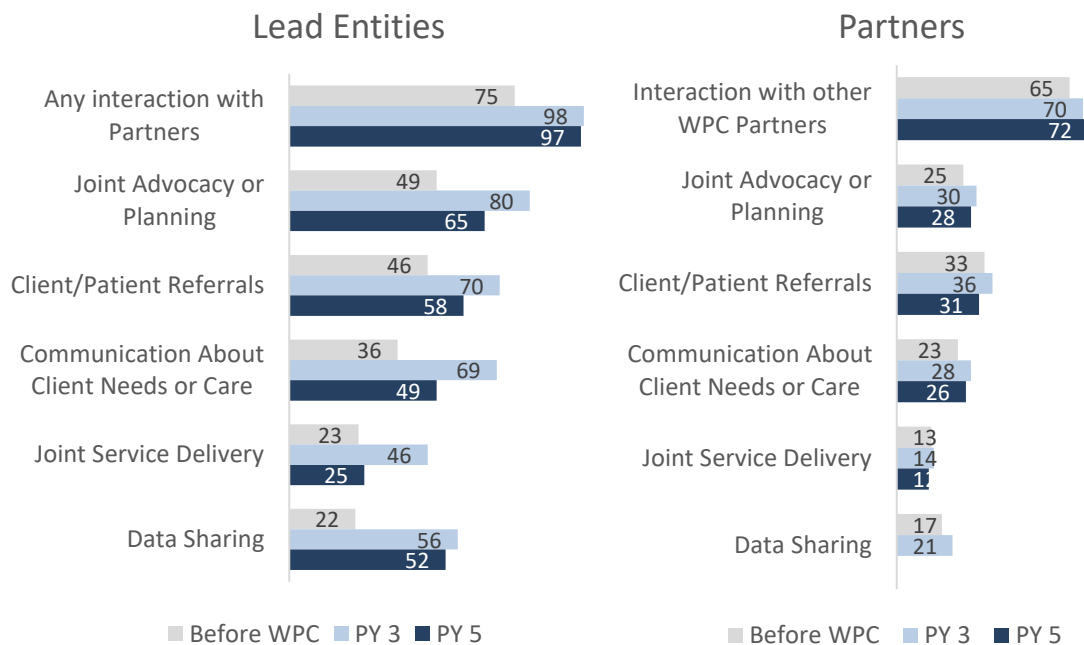 Lead Entities
Any interaction with
Partners
75
98
97
Joint Advocacy or
Planning
49
80
65
Client/Patient Referrals
46
70
58
Communication About
Client Needs or Care
36
69
49
Joint Service Delivery
23
46
25
Data Sharing
22
56
52
Before WPC PY 3 PY 5
Partners
Interaction with other
WPC Partners
65
70
72
Joint Advocacy or
Planning
25
30
28
Client/Patient Referrals
33
36
31
Communication About
Client Needs or Care
23
28
26
Joint Service Delivery
13
14
12
Data Sharing
17
21
Before WPC PY 3 PY 5